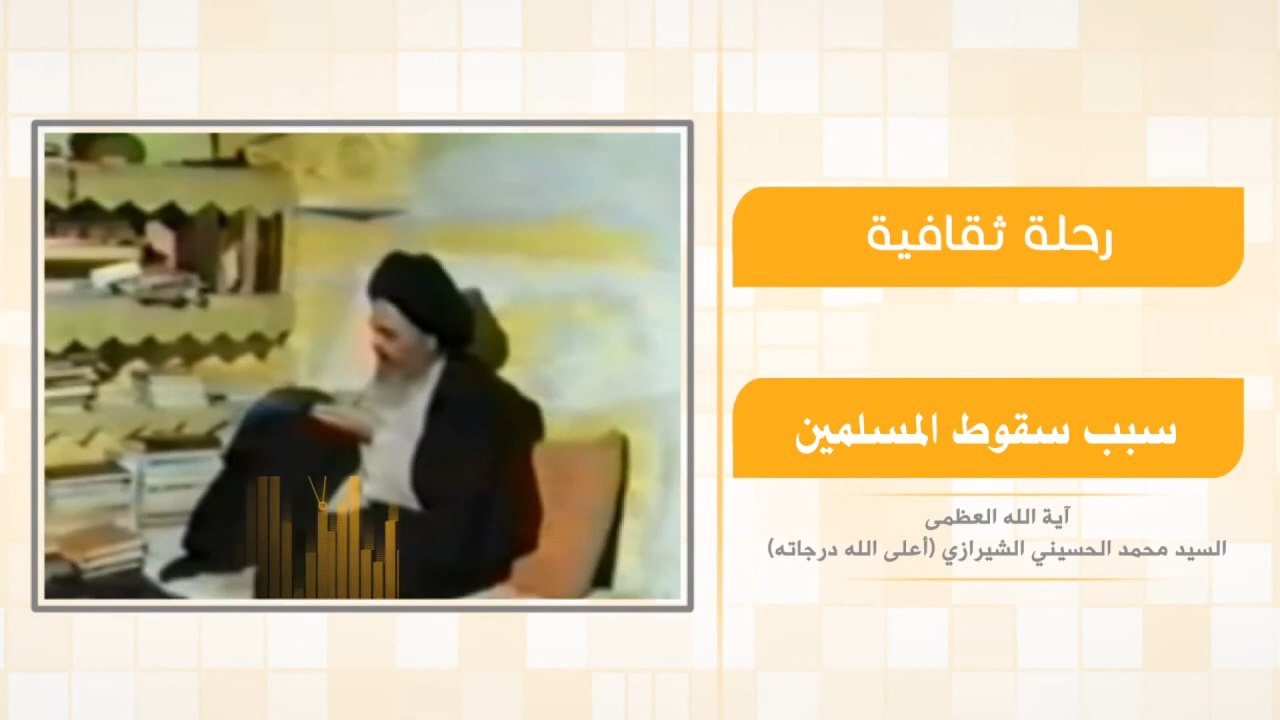 رحلة ثقافية
سبب سقوط المسلمين
آية الله العظمى
السيد محمد الحسيني الشيرازي (أعلى الله درجاته)